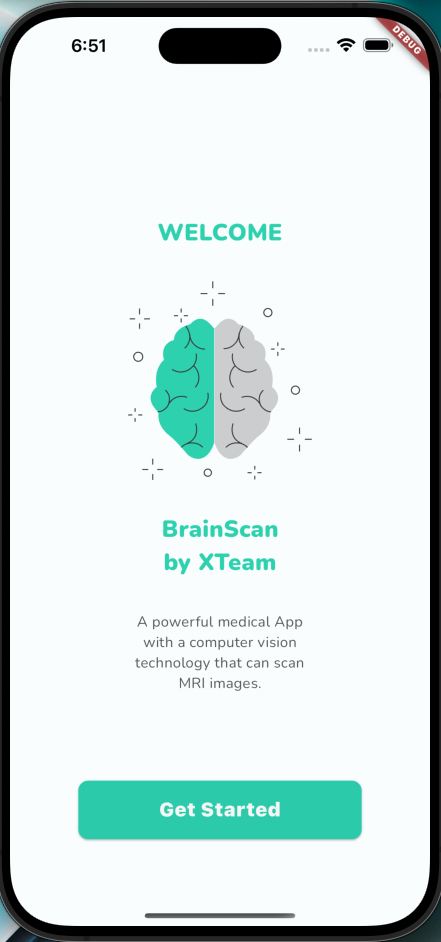 6:51
DEBUG
WELCOME
BrainScan
by XTeam
A powerful medical App
with a computer vision
technology that can scan
MRI images.
Get Started